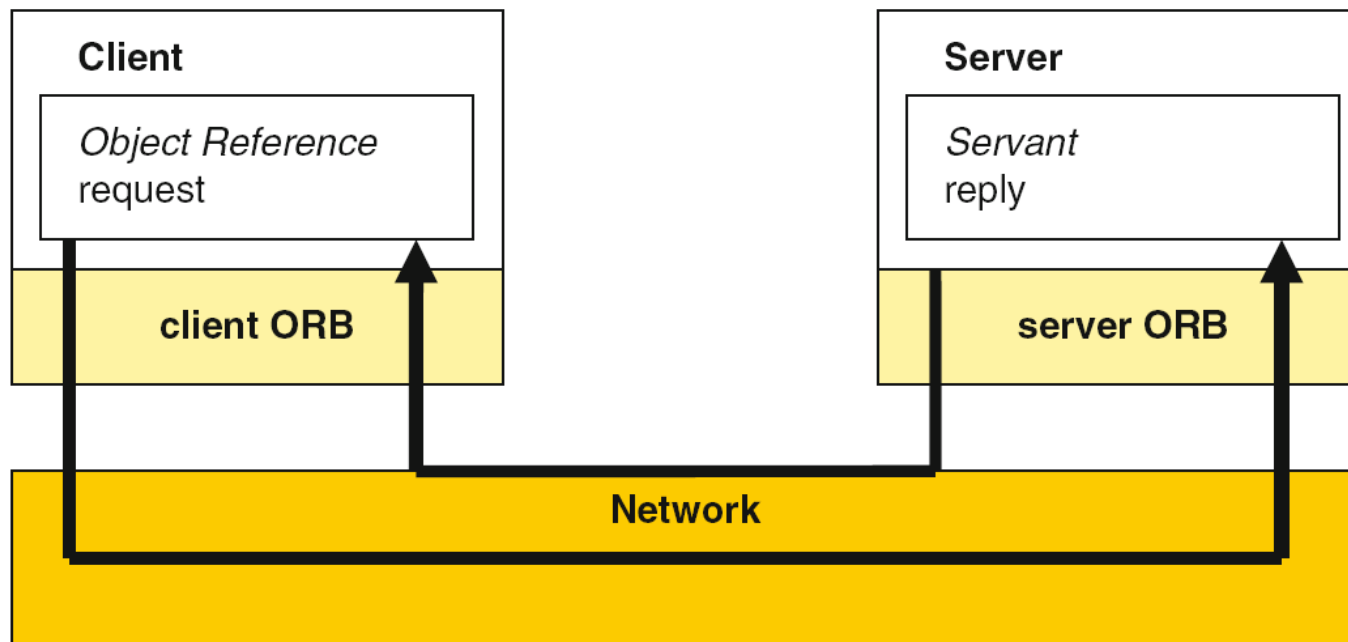 Client
Object Reference
request
client ORB
Server
Servant
reply
server ORB
Network